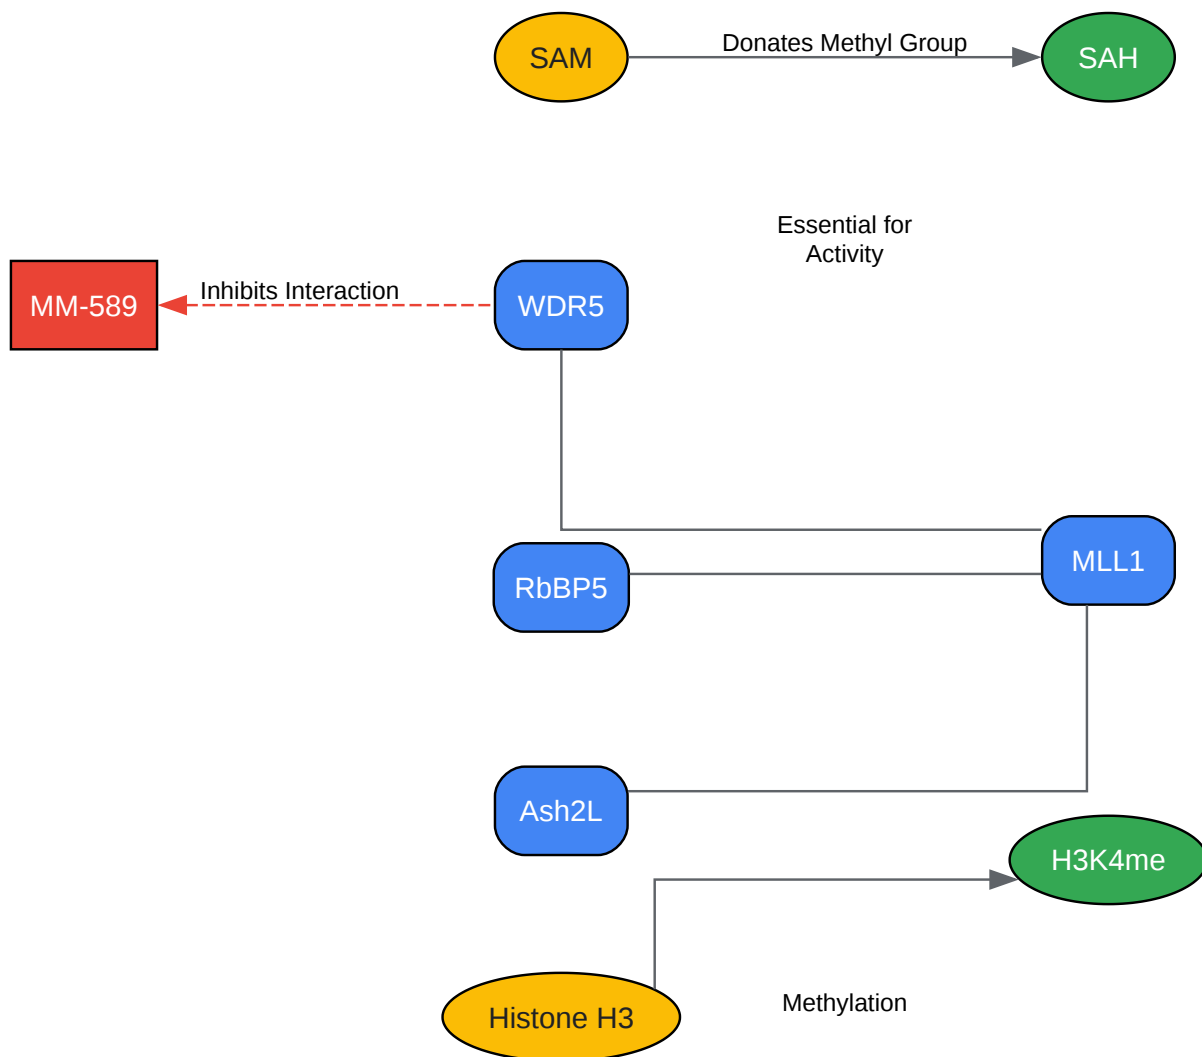 SAM
Donates Methyl Group
SAH
Essential for
Activity
MM-589
Inhibits Interaction
WDR5
RbBP5
MLL1
Ash2L
H3K4me
Histone H3
Methylation